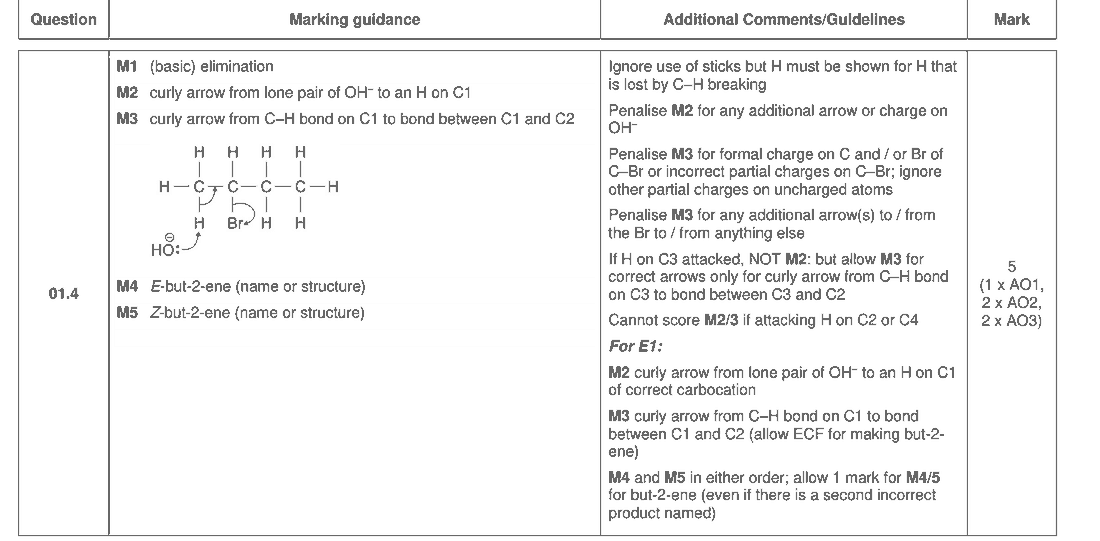 Question Marking guidance Additional Comments/Guidelines Mark
01.4
M1 (basic) elimination
M2 curly arrow from lone pair of OH⁻ to an H on C1
M3 curly arrow from C–H bond on C1 to bond between C1 and C2
H H H H
H – C – C – C – C – H
H Br H H
⊖
HO:
M4 E-but-2-ene (name or structure)
M5 Z-but-2-ene (name or structure)
Ignore use of sticks but H must be shown for H that
is lost by C–H breaking
Penalise M2 for any additional arrow or charge on
OH⁻
Penalise M3 for formal charge on C and / or Br of
C–Br or incorrect partial charges on C–Br; ignore
other partial charges on uncharged atoms
Penalise M3 for any additional arrow(s) to / from
the Br to / from anything else
If H on C3 attacked, NOT M2: but allow M3 for
correct arrows only for curly arrow from C–H bond
on C3 to bond between C3 and C2
Cannot score M2/3 if attacking H on C2 or C4
For E1:
M2 curly arrow from lone pair of OH⁻ to an H on C1
of correct carbocation
M3 curly arrow from C–H bond on C1 to bond
between C1 and C2 (allow ECF for making but-2-
ene)
M4 and M5 in either order; allow 1 mark for M4/5
for but-2-ene (even if there is a second incorrect
product named)
5
(1 x AO1,
2 x AO2,
2 x AO3)